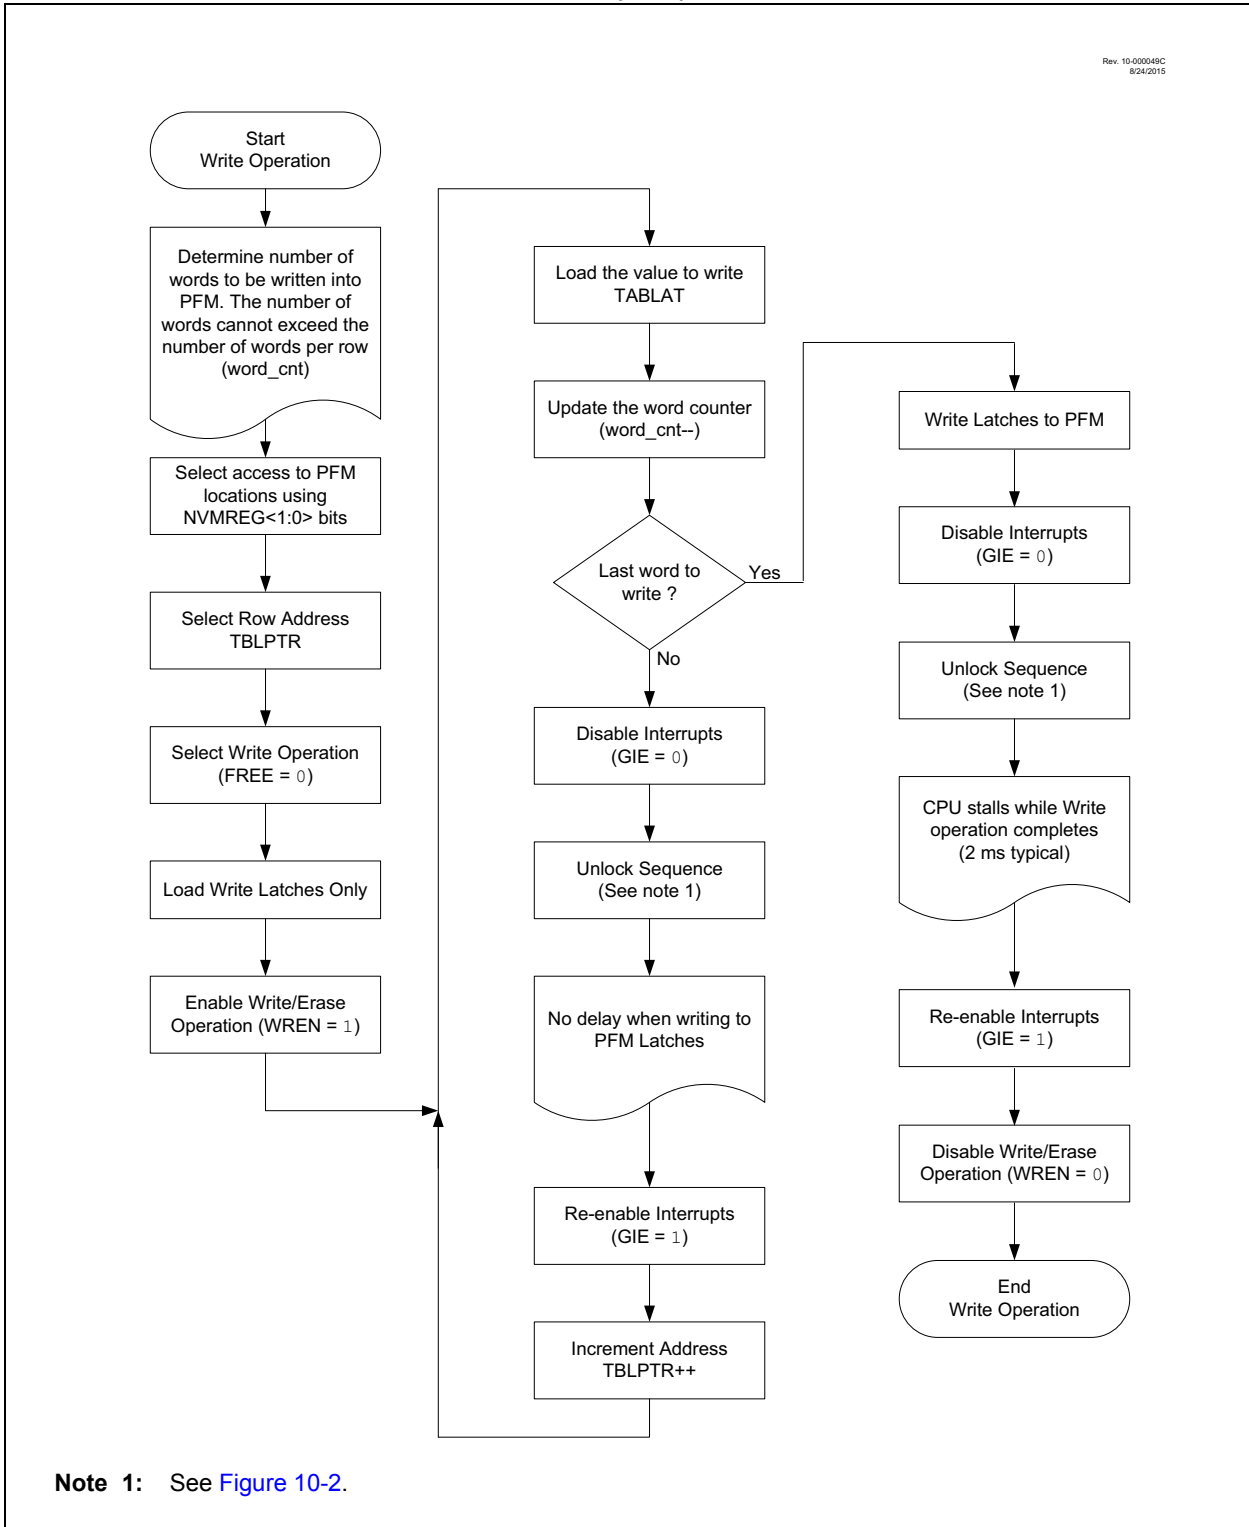 Rev. 10-000049C
8/24/2015
Start
Write Operation
Determine number of
words to be written into
PFM. The number of
words cannot exceed the
number of words per row
(word_cnt)
Select access to PFM
locations using
NVMREG<1:0> bits
Select Row Address
TBLPTR
Select Write Operation
(FREE = 0)
Load Write Latches Only
Enable Write/Erase
Operation (WREN = 1)
Load the value to write
TABLAT
Update the word counter
(word_cnt--)
Last word to
write ?
Yes
No
Disable Interrupts
(GIE = 0)
Unlock Sequence
(See note 1)
No delay when writing to
PFM Latches
Re-enable Interrupts
(GIE = 1)
Increment Address
TBLPTR++
Write Latches to PFM
Disable Interrupts
(GIE = 0)
Unlock Sequence
(See note 1)
CPU stalls while Write
operation completes
(2 ms typical)
Re-enable Interrupts
(GIE = 1)
Disable Write/Erase
Operation (WREN = 0)
End
Write Operation
Note 1: See Figure 10-2.